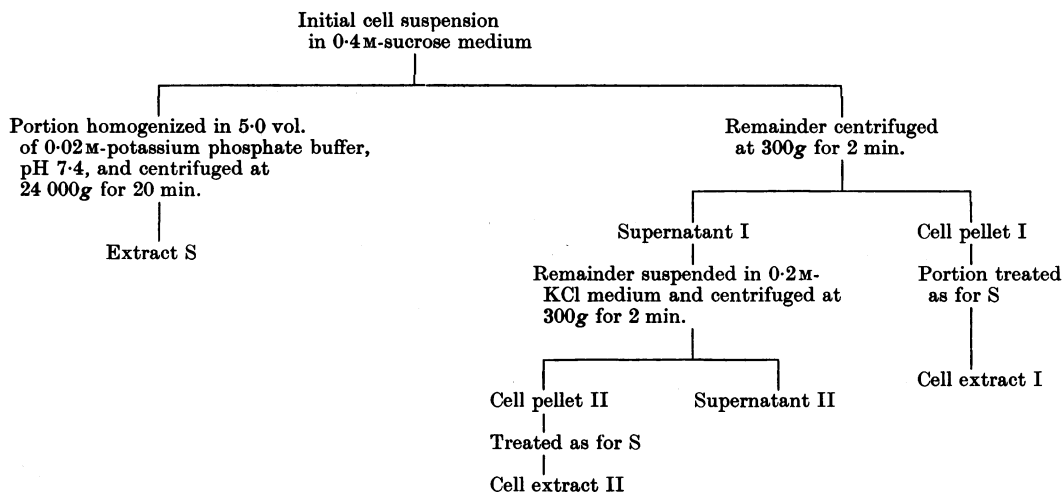 Initial cell suspension
in 0·4 M-sucrose medium
Portion homogenized in 5·0 vol.
of 0·02 M-potassium phosphate buffer,
pH 7·4, and centrifuged at
24 000g for 20 min.
Extract S
Remainder centrifuged
at 300g for 2 min.
Supernatant I
Remainder suspended in 0·2 M-
KCl medium and centrifuged at
300g for 2 min.
Cell pellet II
Treated as for S
Cell extract II
Supernatant II
Cell pellet I
Portion treated
as for S
Cell extract I